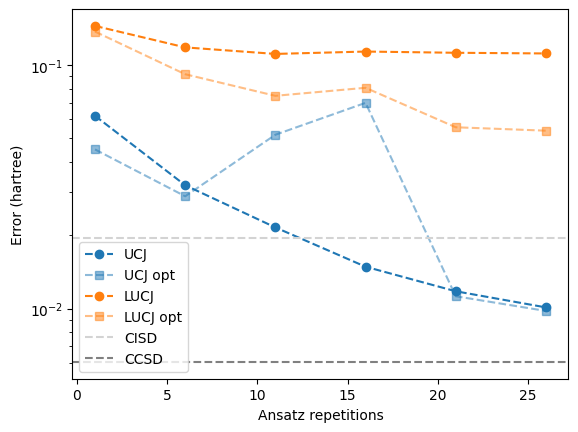 Error (hartree)
10⁻¹
10⁻²
UCJ
UCJ opt
LUCJ
LUCJ opt
CISD
CCSD
0
5
10
15
20
25
Ansatz repetitions